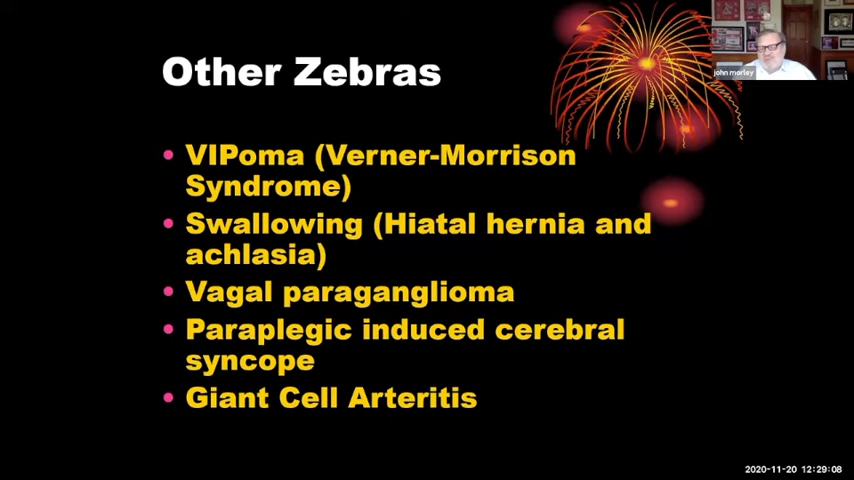 Other Zebras
john morley
• VIPoma (Verner-Morrison
Syndrome)
• Swallowing (Hiatal hernia and
achlasia)
• Vagal paraganglioma
• Paraplegic induced cerebral
syncope
• Giant Cell Arteritis
2020-11-20 12:29:08